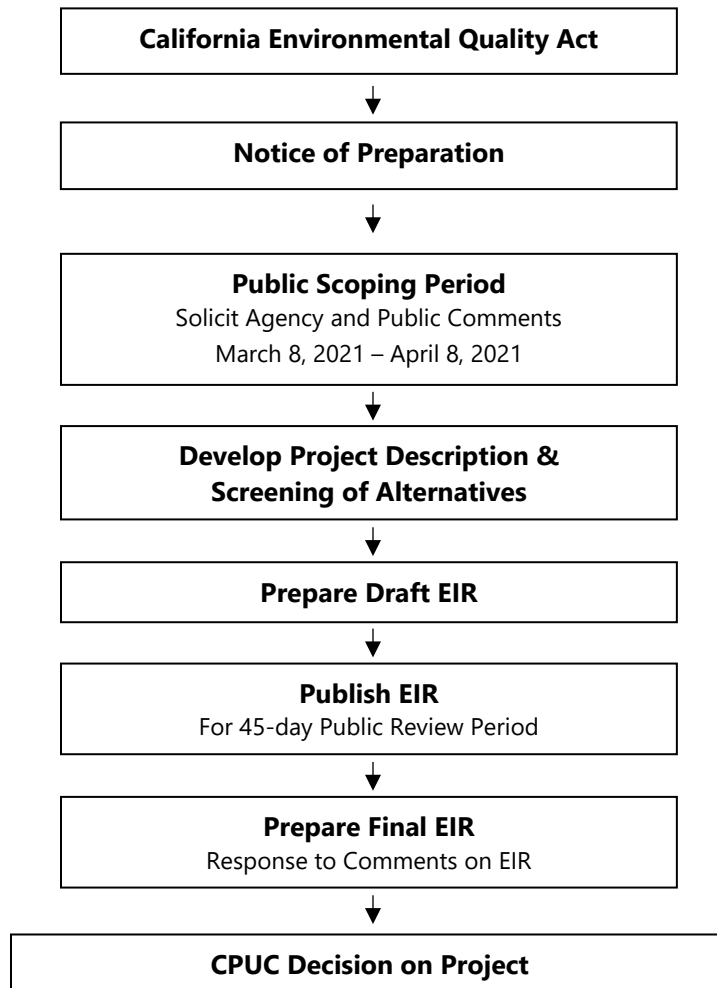 California Environmental Quality Act
Notice of Preparation
Public Scoping Period
Solicit Agency and Public Comments
March 8, 2021 – April 8, 2021
Develop Project Description &
Screening of Alternatives
Prepare Draft EIR
Publish EIR
For 45-day Public Review Period
Prepare Final EIR
Response to Comments on EIR
CPUC Decision on Project